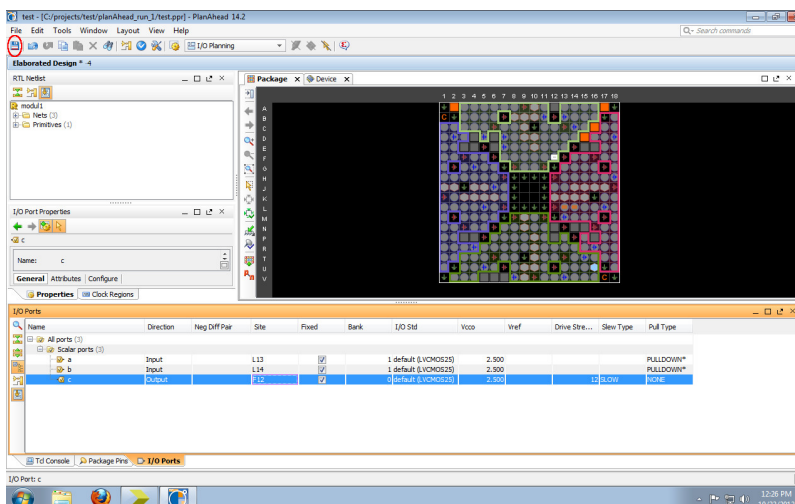 test - [C:/projects/test/planAhead_run_1/test.ppr] - PlanAhead 14.2
File Edit Tools Window Layout View Help
Search commands
I/O Planning
Elaborated Design * -4
RTL Netlist
Package
Device
modul1
Nets (3)
Primitives (1)
1 2 3 4 5 6 7 8 9 10 11 12 13 14 15 16 17 18
A
B
C
D
E
F
G
H
J
K
L
M
N
P
R
T
U
V
C
C
I/O Port Properties
c
Name: c
General Attributes Configure
Properties Clock Regions
I/O Ports
Name Direction Neg Diff Pair Site Fixed Bank I/O Std Vcco Vref Drive Stre... Slew Type Pull Type
All ports (3)
Scalar ports (3)
a Input L13 1 default (LVCMOS25) 2.500 PULLDOWN*
b Input L14 1 default (LVCMOS25) 2.500 PULLDOWN*
c Output P12 0 default (LVCMOS25) 2.500 12 SLOW NONE
Tcl Console Package Pins I/O Ports
I/O Port: c
12:26 PM